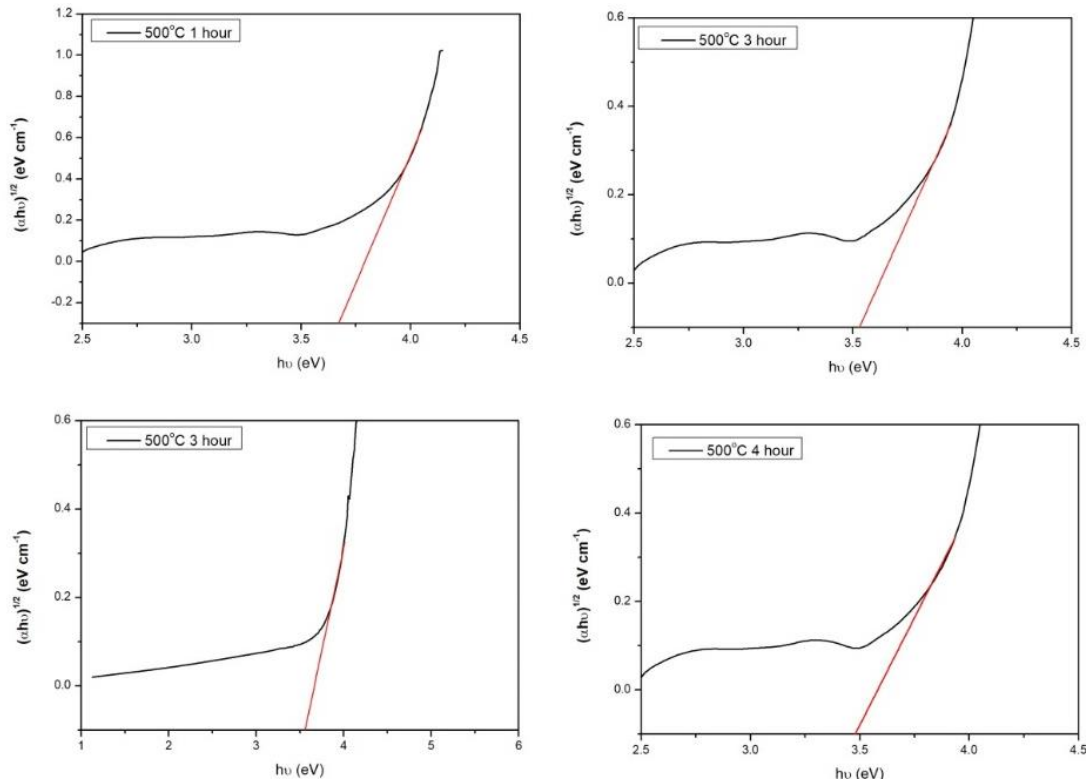 500°C 1 hour
(αhυ)^1/2 (eV cm^-1)
1.2
1.0
0.8
0.6
0.4
0.2
0.0
-0.2
2.5 3.0 3.5 4.0 4.5
hυ (eV)
500°C 3 hour
(αhυ)^1/2 (eV cm^-1)
0.6
0.4
0.2
0.0
2.5 3.0 3.5 4.0 4.5
hυ (eV)
500°C 3 hour
(αhυ)^1/2 (eV cm^-1)
0.6
0.4
0.2
0.0
1 2 3 4 5 6
hυ (eV)
500°C 4 hour
(αhυ)^1/2 (eV cm^-1)
0.6
0.4
0.2
0.0
2.5 3.0 3.5 4.0 4.5
hυ (eV)